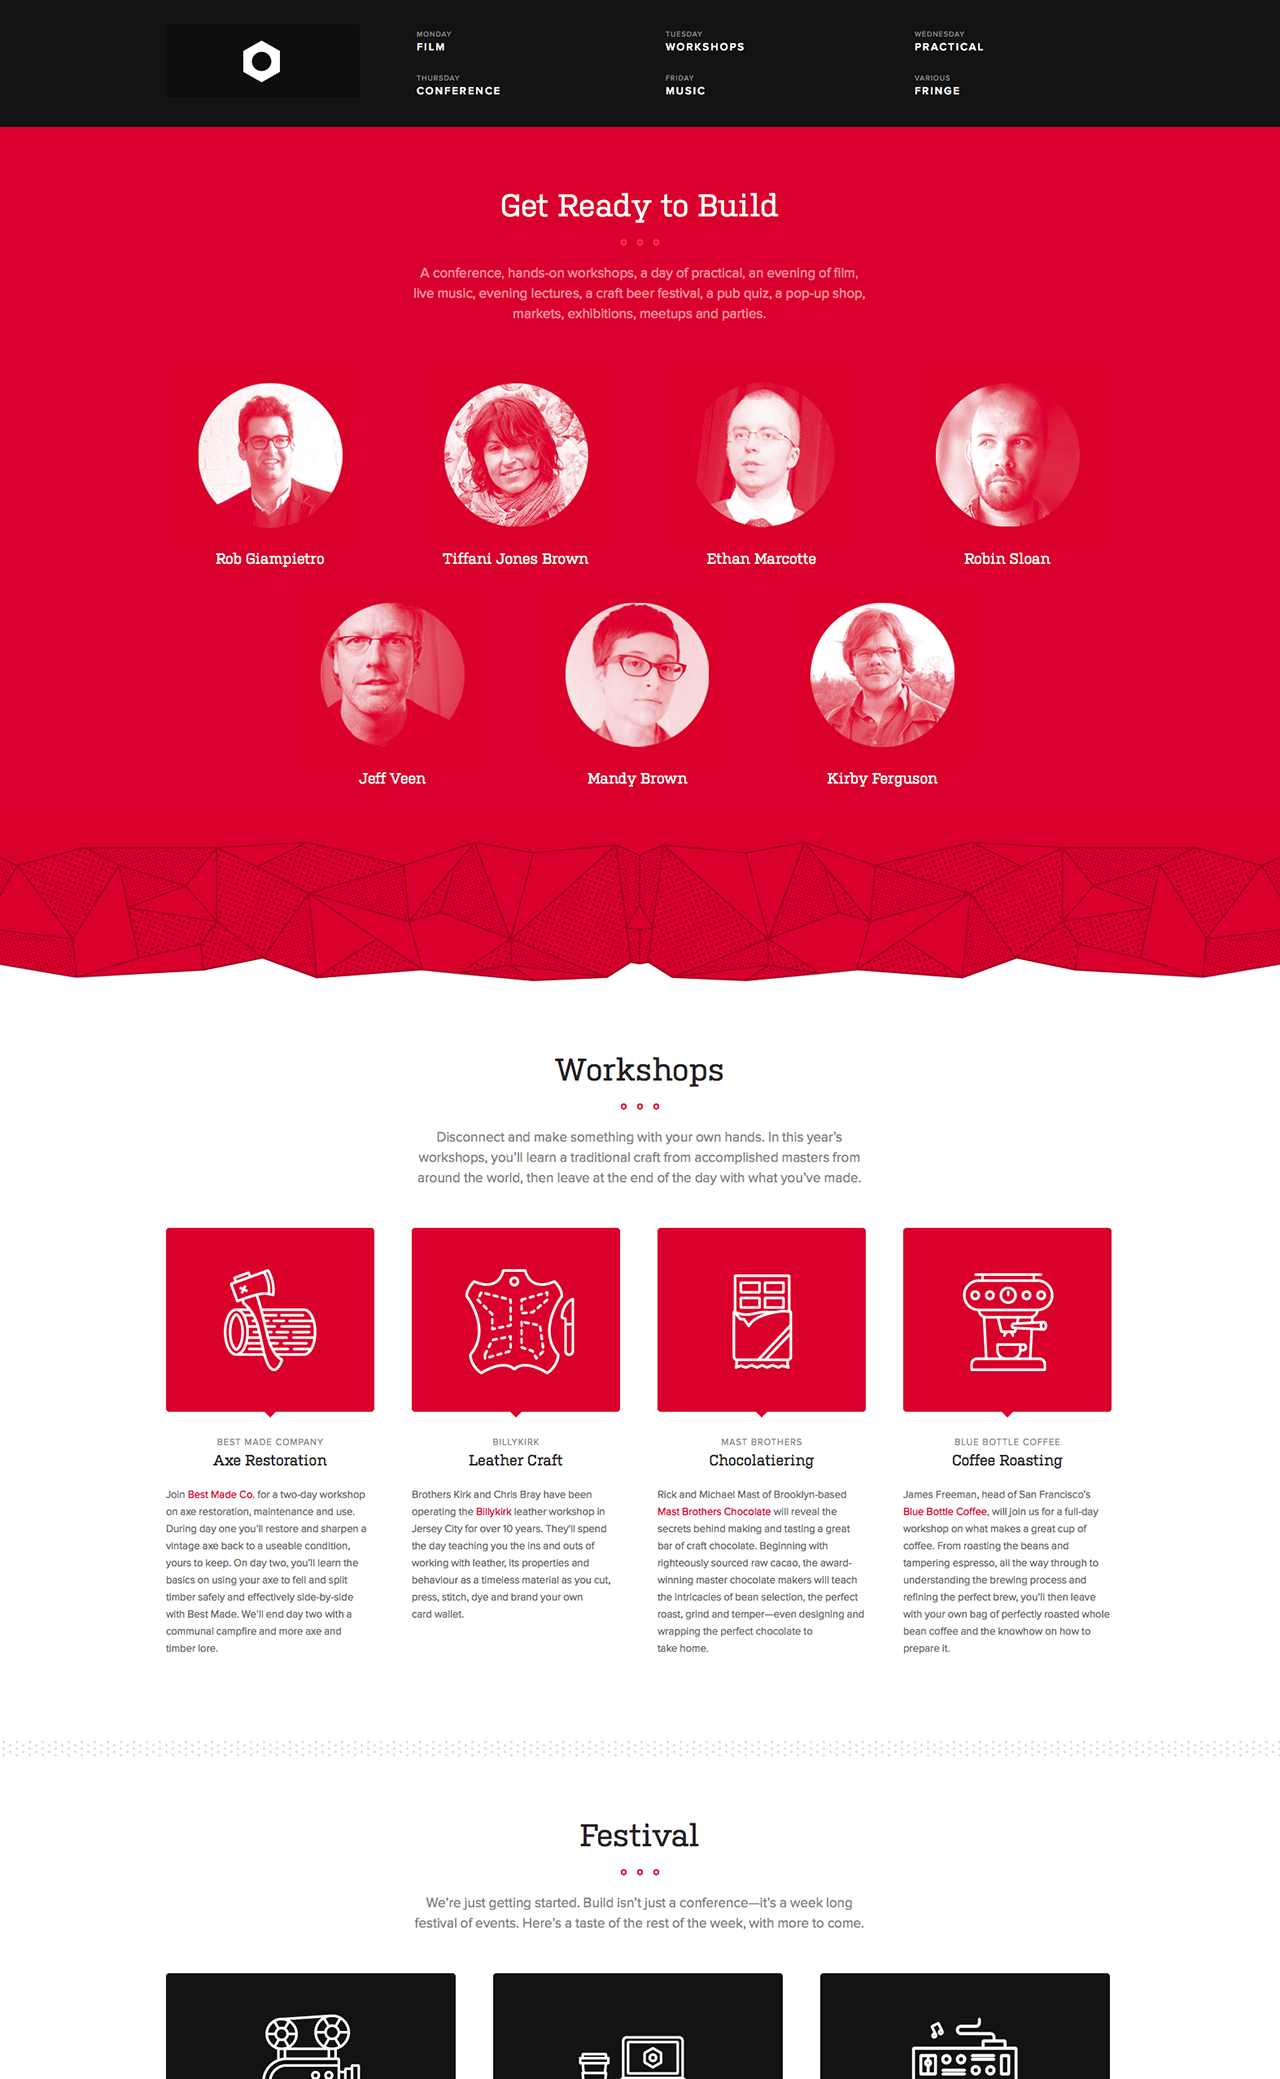 MONDAY
FILM
TUESDAY
WORKSHOPS
WEDNESDAY
PRACTICAL
THURSDAY
CONFERENCE
FRIDAY
MUSIC
VARIOUS
FRINGE
Get Ready to Build
A conference, hands-on workshops, a day of practical, an evening of film,
live music, evening lectures, a craft beer festival, a pub quiz, a pop-up shop,
markets, exhibitions, meetups and parties.
Rob Giampietro
Tiffani Jones Brown
Ethan Marcotte
Robin Sloan
Jeff Veen
Mandy Brown
Kirby Ferguson
Workshops
Disconnect and make something with your own hands. In this year’s
workshops, you’ll learn a traditional craft from accomplished masters from
around the world, then leave at the end of the day with what you’ve made.
BEST MADE COMPANY
Axe Restoration
Join Best Made Co. for a two-day workshop
on axe restoration, maintenance and use.
During day one you’ll restore and sharpen a
vintage axe back to a useable condition,
yours to keep. On day two, you’ll learn the
basics on using your axe to fell and split
timber safely and effectively side-by-side
with Best Made. We’ll end day two with a
communal campfire and more axe and
timber lore.
BILLYKIRK
Leather Craft
Brothers Kirk and Chris Bray have been
operating the Billykirk leather workshop in
Jersey City for over 10 years. They’ll spend
the day teaching you the ins and outs of
working with leather, its properties and
behaviour as a timeless material as you cut,
press, stitch, dye and brand your own
card wallet.
MAST BROTHERS
Chocolatiering
Rick and Michael Mast of Brooklyn-based
Mast Brothers Chocolate will reveal the
secrets behind making and tasting a great
bar of craft chocolate. Beginning with
righteously sourced raw cacao, the award-
winning master chocolate makers will teach
the intricacies of bean selection, the perfect
roast, grind and temper—even designing and
wrapping the perfect chocolate to
take home.
BLUE BOTTLE COFFEE
Coffee Roasting
James Freeman, head of San Francisco’s
Blue Bottle Coffee, will join us for a full-day
workshop on what makes a great cup of
coffee. From roasting the beans and
tampering espresso, all the way through to
understanding the brewing process and
refining the perfect brew, you’ll then leave
with your own bag of perfectly roasted whole
bean coffee and the knowhow on how to
prepare it.
Festival
We’re just getting started. Build isn’t just a conference—it’s a week long
festival of events. Here’s a taste of the rest of the week, with more to come.